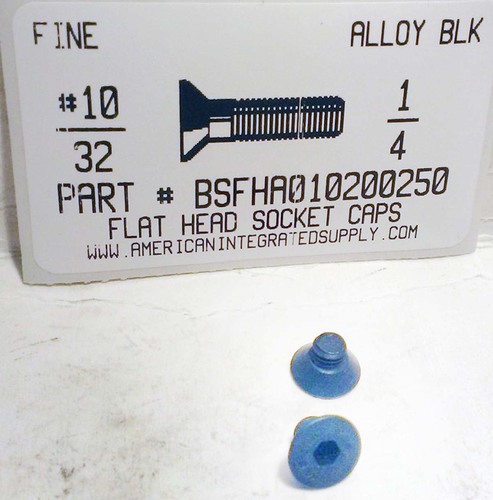 FINE ALLOY BLK
#10 1
32 4
PART # BSFHA010200250
FLAT HEAD SOCKET CAPS
WWW.AMERICANINTEGRATEDSUPPLY.COM